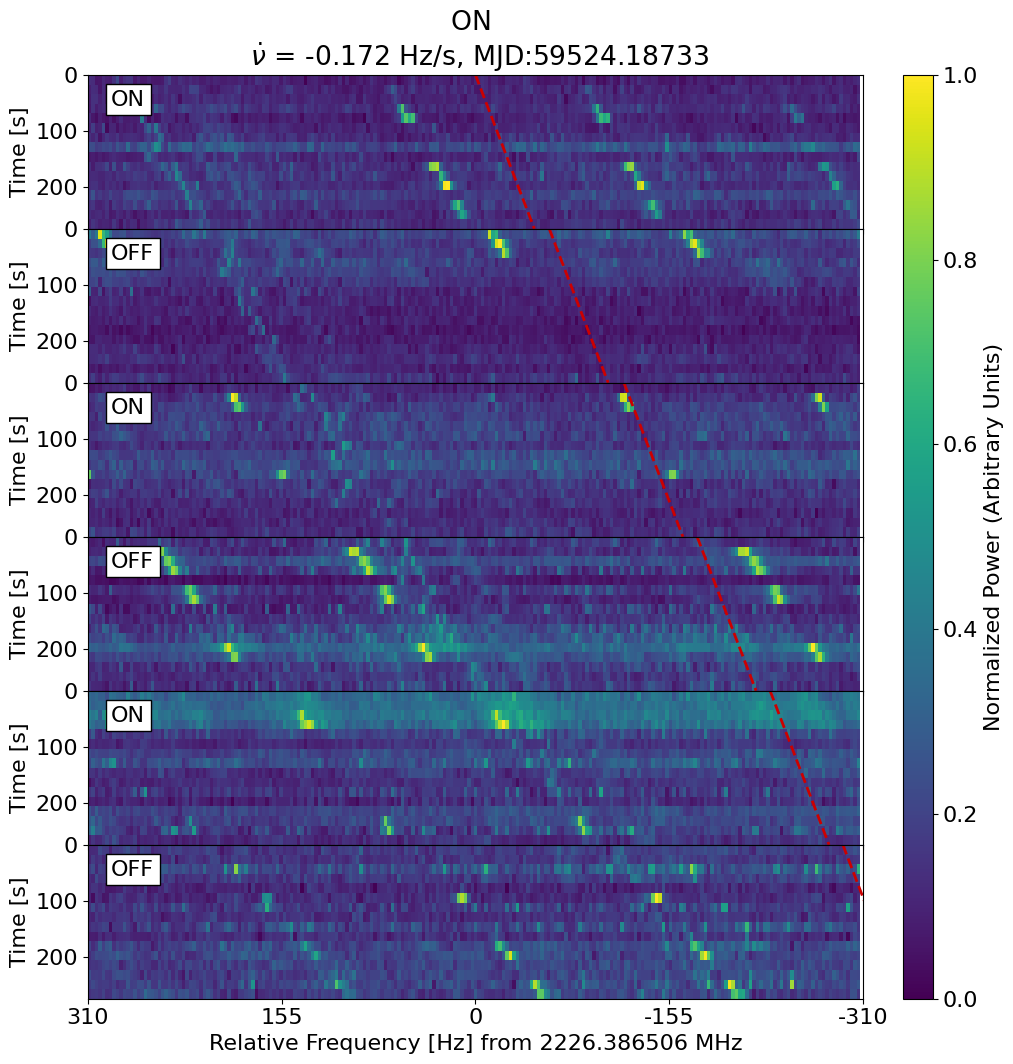 ON
ν̇ = -0.172 Hz/s, MJD:59524.18733
0
ON
100
200
Time [s]
0
OFF
100
200
Time [s]
0
ON
100
200
Time [s]
0
OFF
100
200
Time [s]
0
ON
100
200
Time [s]
0
OFF
100
200
Time [s]
310 155 0 -155 -310
Relative Frequency [Hz] from 2226.386506 MHz
1.0
0.8
0.6
0.4
0.2
0.0
Normalized Power (Arbitrary Units)